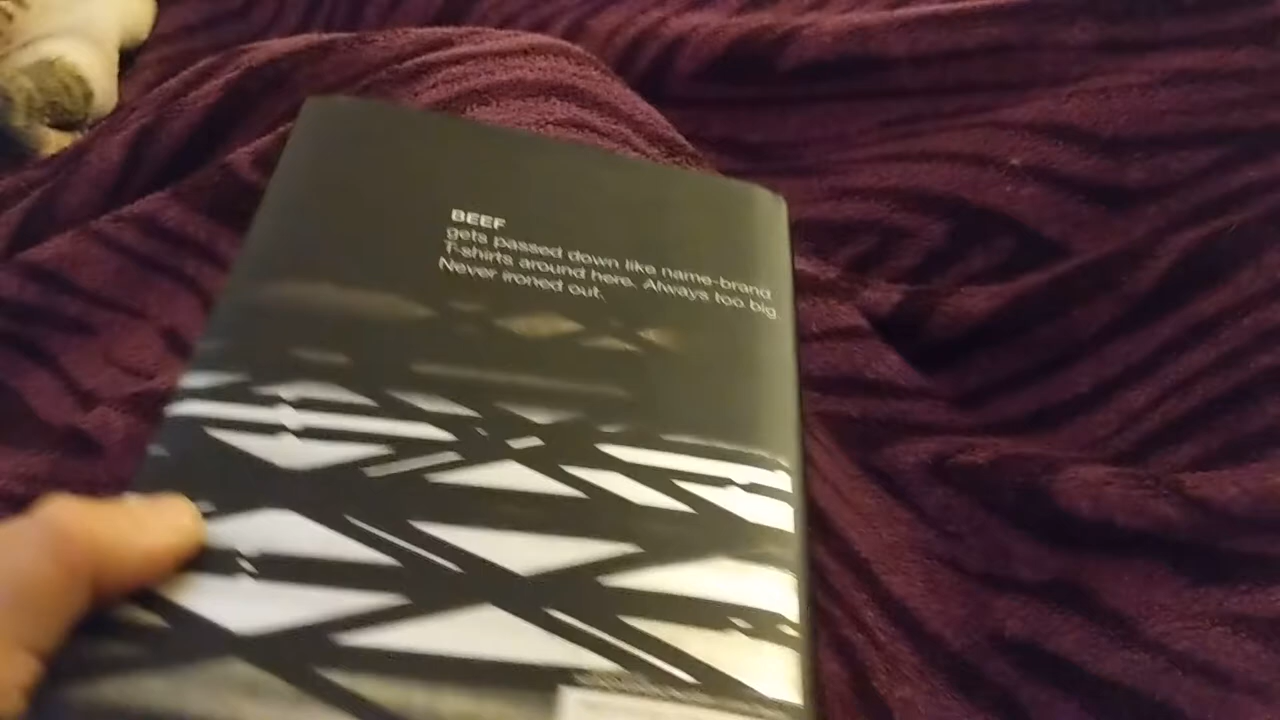 BEEF
gets passed down like name-brand
T-shirts around here. Always too big.
Never ironed out.